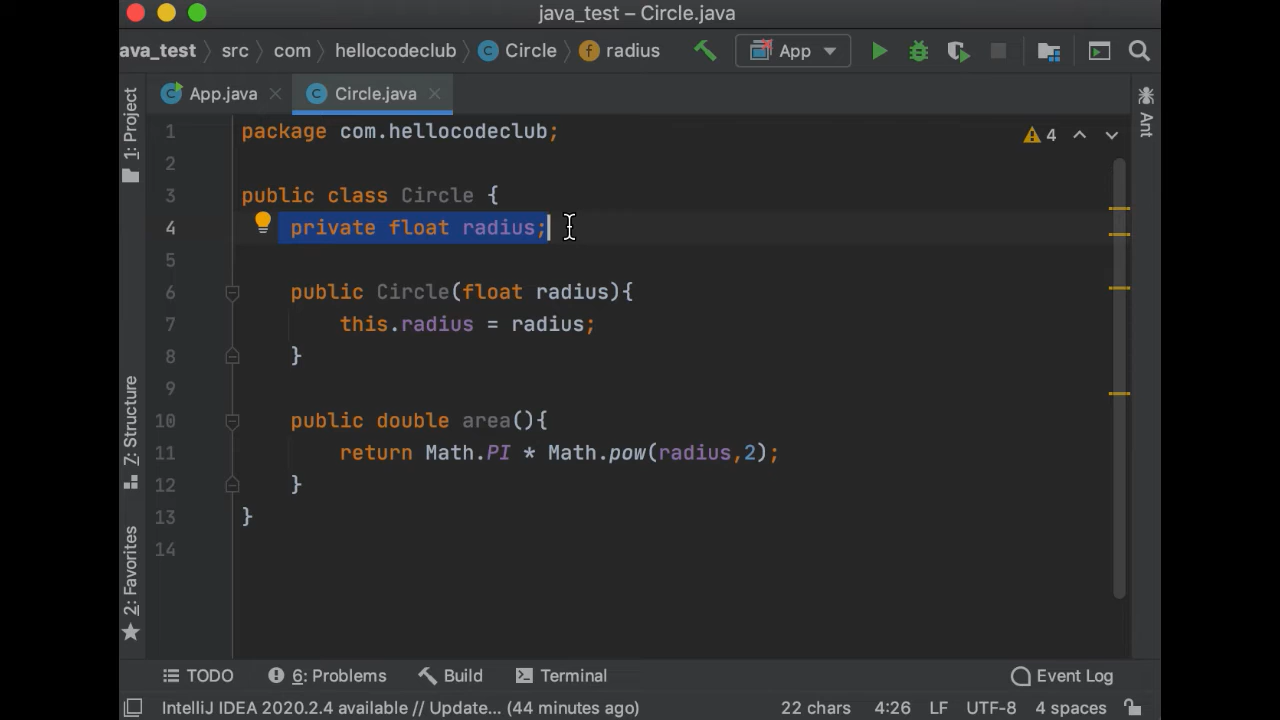 java_test – Circle.java
ava_test src com hellocodeclub Circle radius App
App.java Circle.java
1: Project
7: Structure
2: Favorites
Ant
4
1 package com.hellocodeclub;
2
3 public class Circle {
4 private float radius;
5
6 public Circle(float radius){
7 this.radius = radius;
8 }
9
10 public double area(){
11 return Math.PI * Math.pow(radius,2);
12 }
13 }
14
TODO 6: Problems Build Terminal Event Log
IntelliJ IDEA 2020.2.4 available // Update... (44 minutes ago) 22 chars 4:26 LF UTF-8 4 spaces